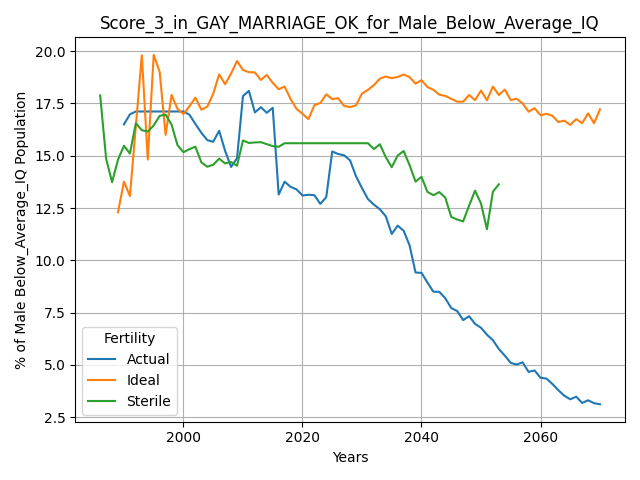 Score_3_in_GAY_MARRIAGE_OK_for_Male_Below_Average_IQ
% of Male Below_Average_IQ Population
20.0
17.5
15.0
12.5
10.0
7.5
5.0
2.5
Fertility
Actual
Ideal
Sterile
2000
2020
2040
2060
Years